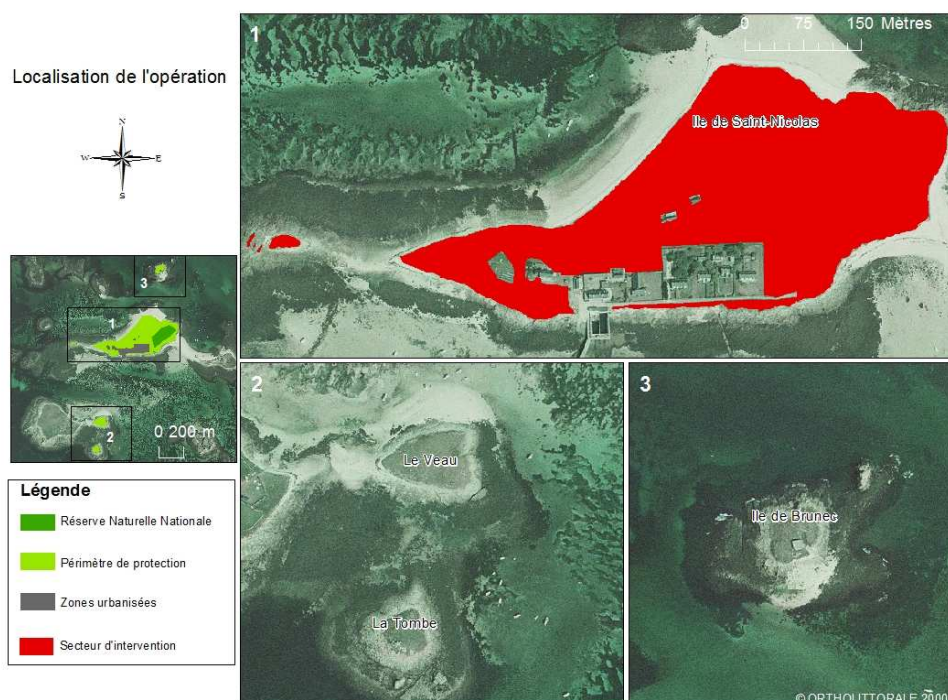 Localisation de l'opération
N
W
E
S
3
1
2
0 200 m
Légende
Réserve Naturelle Nationale
Périmètre de protection
Zones urbanisées
Secteur d'intervention
1
0 75 150 Mètres
Ile de Saint-Nicolas
2
Le Veau
La Tombe
3
Ile de Brunec
© ORTHOLITTORALE 2000